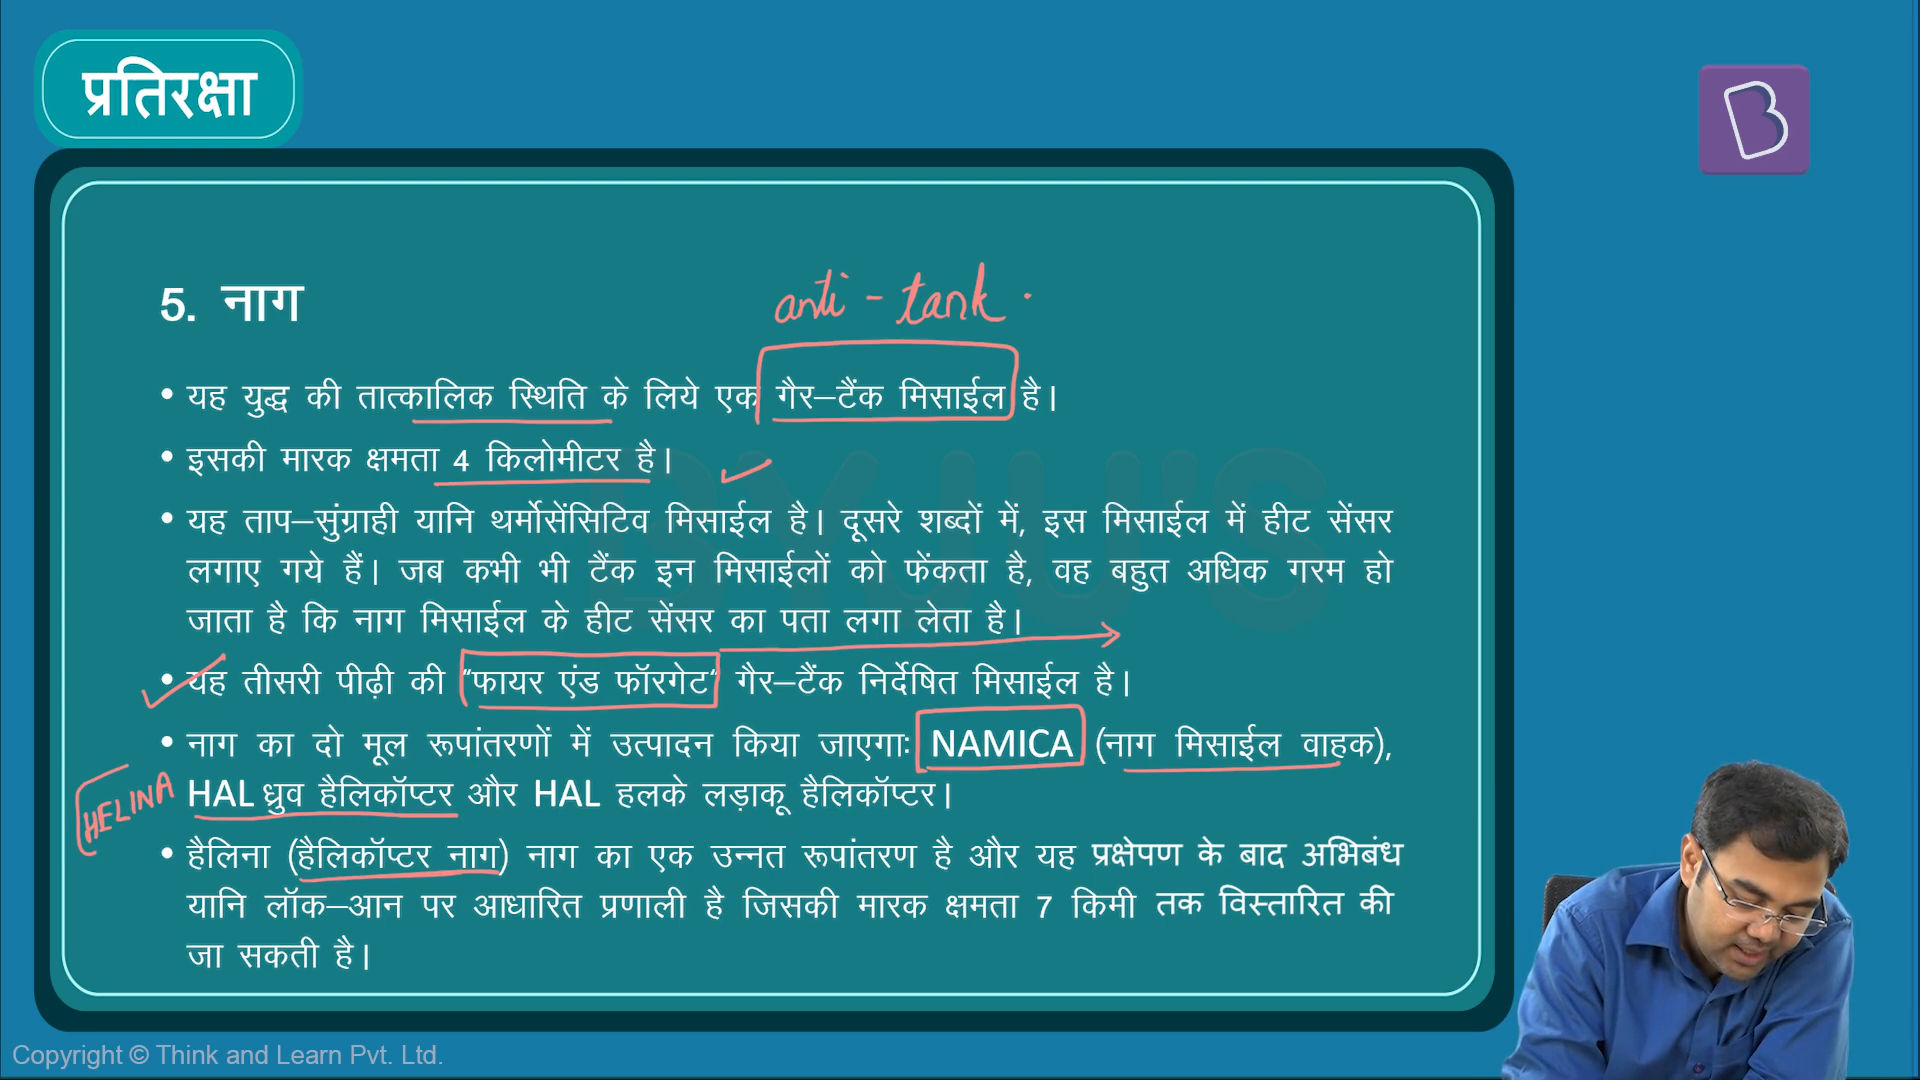 प्रतिरक्षा
B
5. नाग
anti - tank.
• यह युद्ध की तात्कालिक स्थिति के लिये एक गैर–टैंक मिसाईल है।
• इसकी मारक क्षमता 4 किलोमीटर है।
• यह ताप–सुंग्राही यानि थर्मोसेंसिटिव मिसाईल है। दूसरे शब्दों में, इस मिसाईल में हीट सेंसर
लगाए गये हैं। जब कभी भी टैंक इन मिसाईलों को फेंकता है, वह बहुत अधिक गरम हो
जाता है कि नाग मिसाईल के हीट सेंसर का पता लगा लेता है।
• यह तीसरी पीढ़ी की "फायर एंड फॉरगेट" गैर–टैंक निर्देषित मिसाईल है।
• नाग का दो मूल रूपांतरणों में उत्पादन किया जाएगाः NAMICA (नाग मिसाईल वाहक),
HELINA HAL ध्रुव हैलिकॉप्टर और HAL हलके लड़ाकू हैलिकॉप्टर।
• हैलिना (हैलिकॉप्टर नाग) नाग का एक उन्नत रूपांतरण है और यह प्रक्षेपण के बाद अभिबंध
यानि लॉक–आन पर आधारित प्रणाली है जिसकी मारक क्षमता 7 किमी तक विस्तारित की
जा सकती है।
BYJU'S
Copyright © Think and Learn Pvt. Ltd.